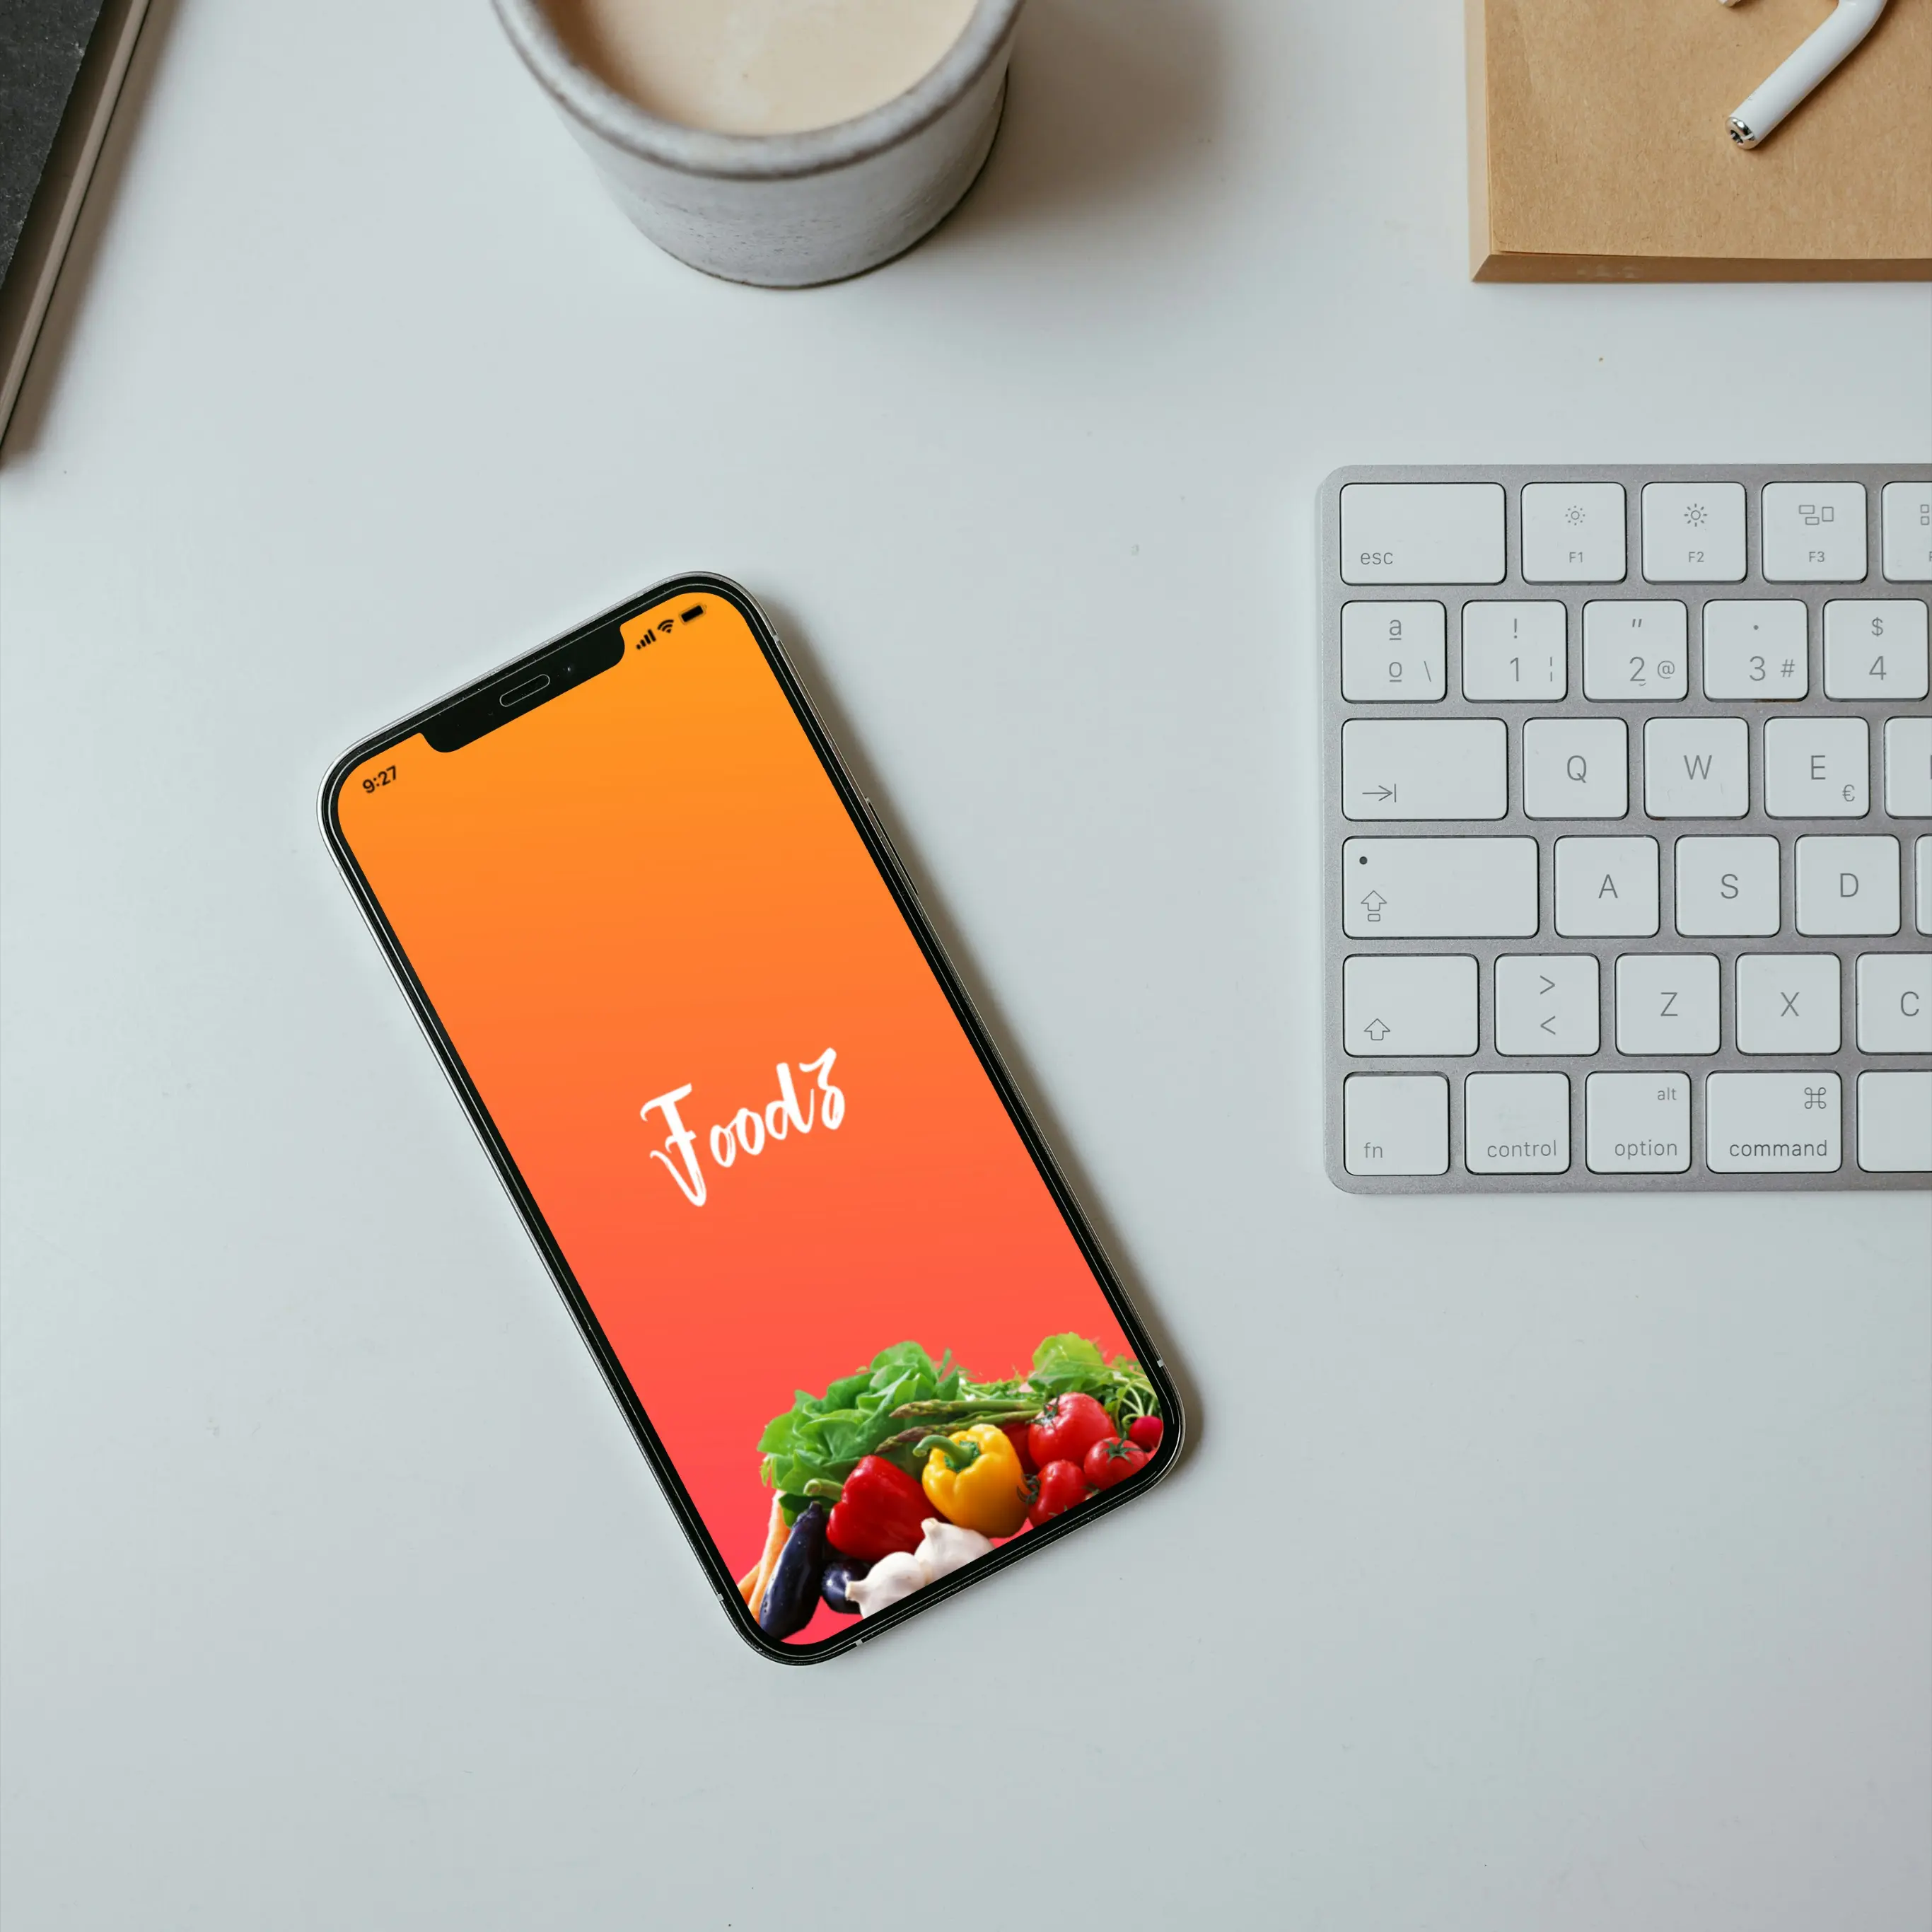 9:27
Foodz
esc F1 F2 F3
a ! " · $
o \ 1 ¦ 2 @ 3 # 4
Q W E €
A S D
> Z X C
<
alt ⌘
fn control option command